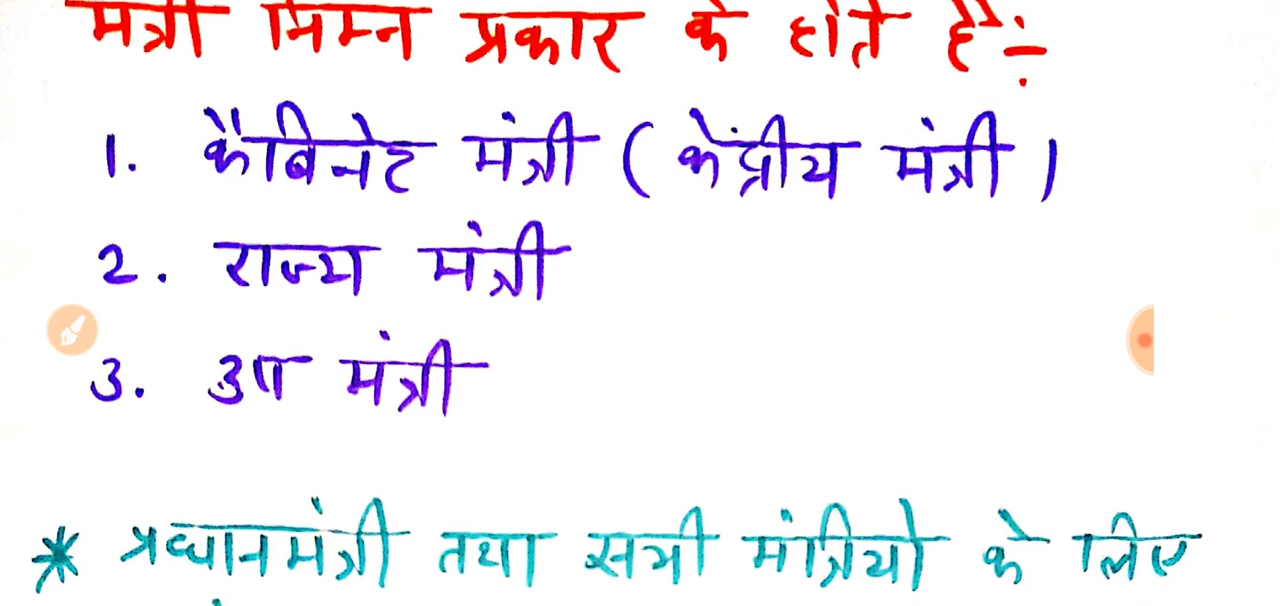 मंत्री निम्न प्रकार के होते हैं:-
1. कैबिनेट मंत्री (केंद्रीय मंत्री)
2. राज्य मंत्री
3. उप मंत्री
* प्रधानमंत्री तथा सभी मंत्रियो के लिए